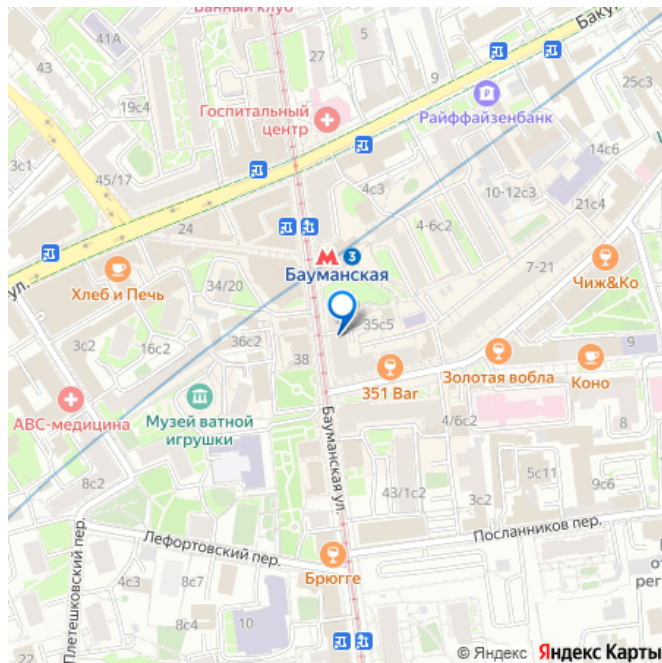 Банный клуб
5
Баку
41А
27
43
9
25с3
19с4
Госпитальный
центр
Райффайзенбанк
3с1
14с6
45/17
4с3
10-12с3
21с4
24
4-6с2
3
7-21
Бауманская
ул.
Хлеб и Печь
34/20
Чиж&Ко
35с5
3с2
16с2
36с2
38
9
351 Bar
Золотая вобла
Коно
АВС-медицина
Музей ватной
игрушки
4/6с2
8
Бауманская ул.
8с2
5с11
43/1с2
3с2
9с6
Посланников пер.
Лефортовский пер.
Плетешковский пер.
Брюгге
о
рег
4с3
8с7
8с4
10
22
© Яндекс
Яндекс Карты